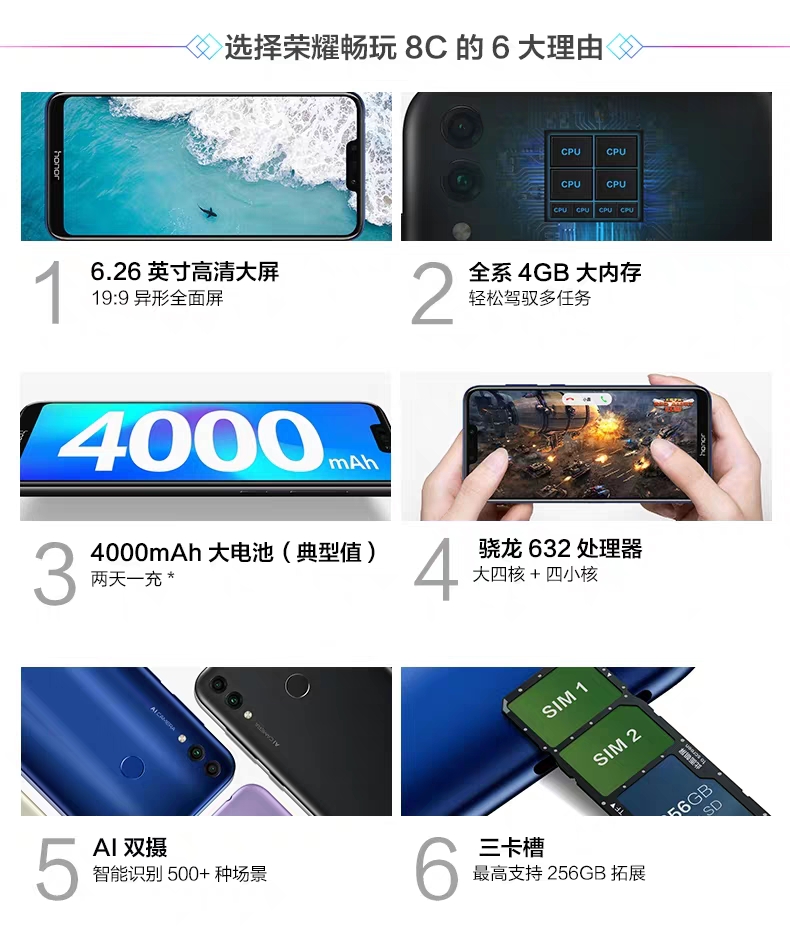 选择荣耀畅玩 8C 的 6 大理由
honor
CPU CPU
CPU CPU
CPU CPU CPU CPU
1
6.26 英寸高清大屏
19:9 异形全面屏
2
全系 4GB 大内存
轻松驾驭多任务
4000 mAh
honor
3
4000mAh 大电池（典型值）
两天一充 *
4
骁龙 632 处理器
大四核 + 四小核
AI CAMERA
AI CAMERA
SIM 1
SIM 2
56GB
SD
TF
5
AI 双摄
智能识别 500+ 种场景
6
三卡槽
最高支持 256GB 拓展